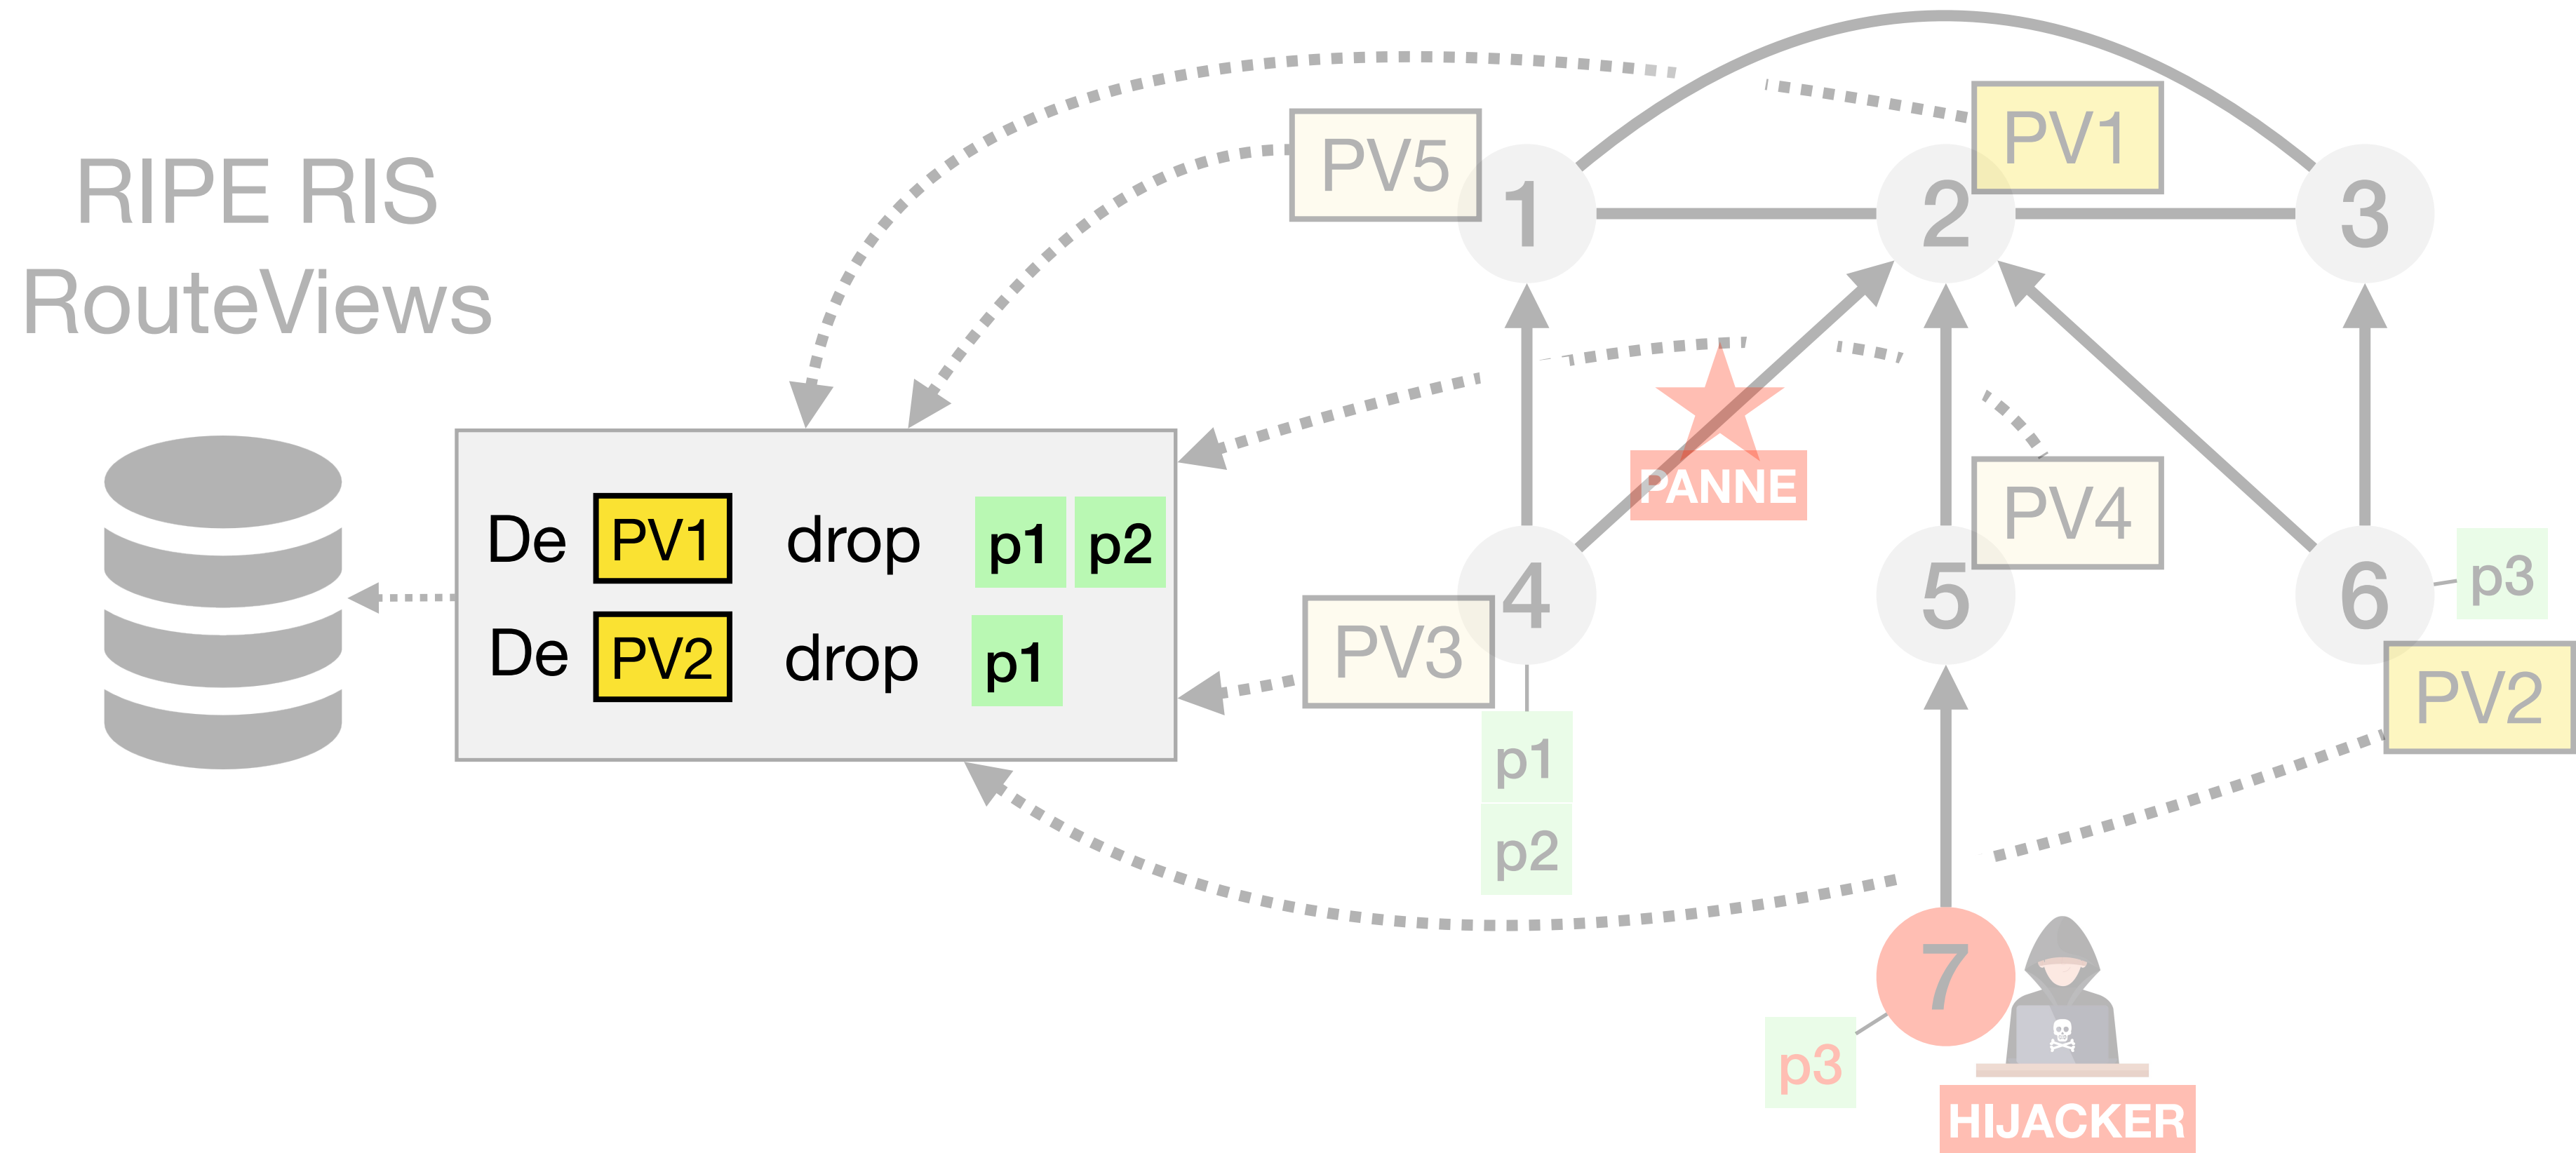 RIPE RIS
RouteViews
De PV1 drop p1 p2
De PV2 drop p1
PV5
PV1
1
2
3
PANNE
PV4
PV3
4
5
6
p3
PV2
p1
p2
7
p3
HIJACKER